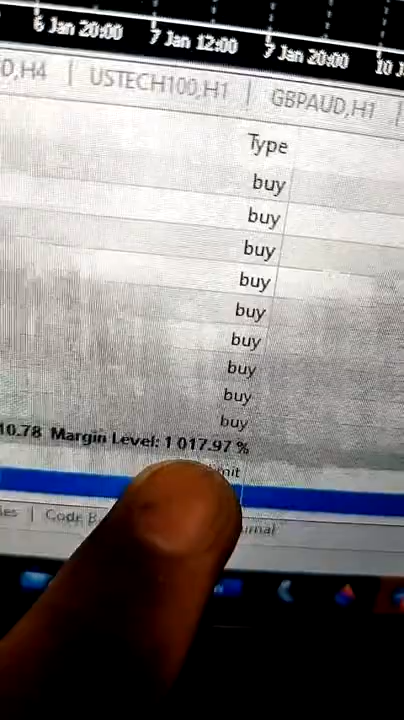 6 Jan 20:00 7 Jan 12:00 7 Jan 20:00 10 J
D,H4 | USTECH100,H1 | GBPAUD,H1 |
Type
buy
buy
buy
buy
buy
buy
buy
buy
buy
10.78 Margin Level: 1 017.97 %
| Code B